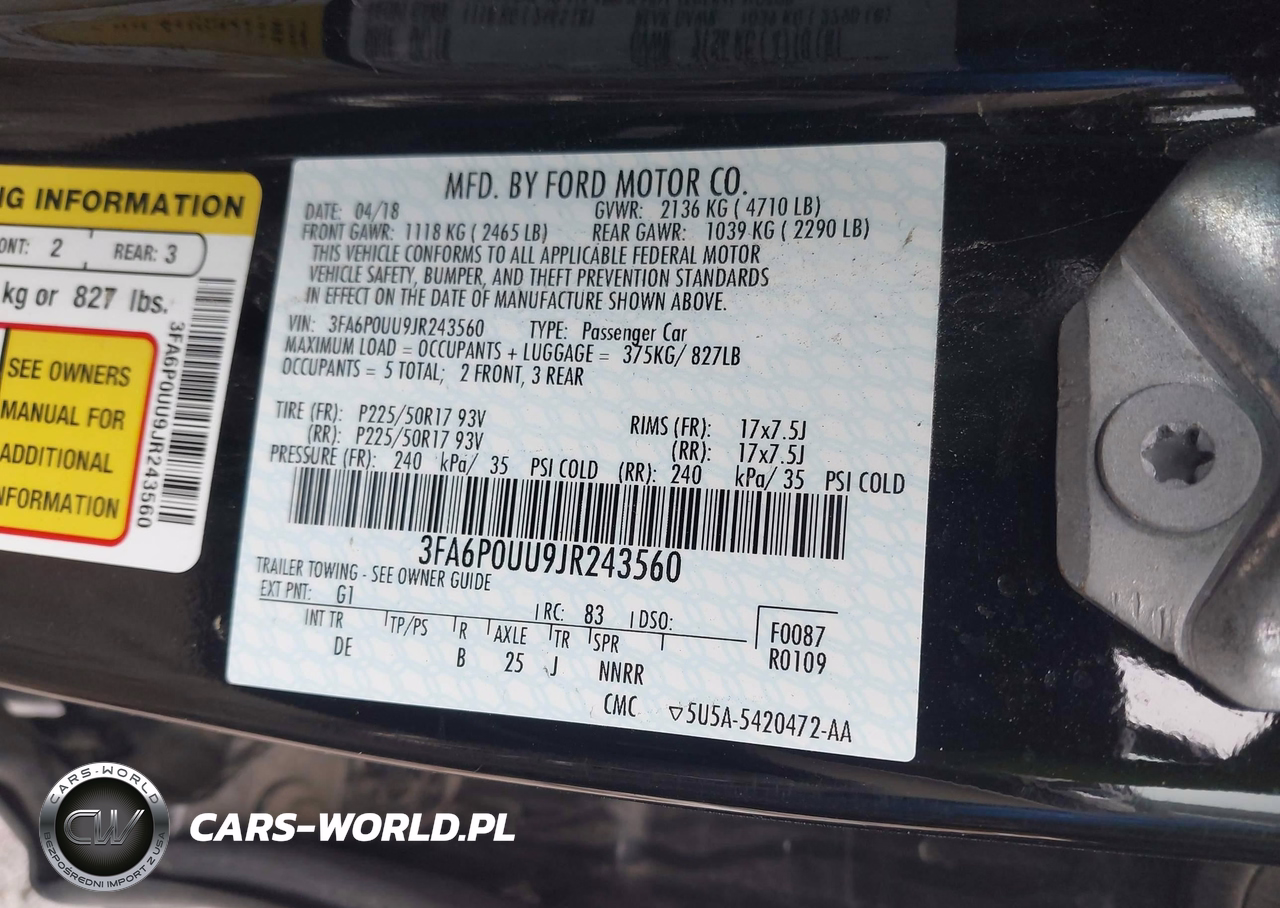 NG INFORMATION
ONT: 2 REAR: 3
kg or 827 lbs.
SEE OWNERS
MANUAL FOR
ADDITIONAL
NFORMATION
3FA6P0UU9JR243560
MFD. BY FORD MOTOR CO.
DATE: 04/18 GVWR: 2136 KG ( 4710 LB)
FRONT GAWR: 1118 KG ( 2465 LB) REAR GAWR: 1039 KG ( 2290 LB)
THIS VEHICLE CONFORMS TO ALL APPLICABLE FEDERAL MOTOR
VEHICLE SAFETY, BUMPER, AND THEFT PREVENTION STANDARDS
IN EFFECT ON THE DATE OF MANUFACTURE SHOWN ABOVE.
VIN: 3FA6P0UU9JR243560 TYPE: Passenger Car
MAXIMUM LOAD = OCCUPANTS + LUGGAGE = 375KG/ 827LB
OCCUPANTS = 5 TOTAL; 2 FRONT, 3 REAR
TIRE (FR): P225/50R17 93V RIMS (FR): 17x7.5J
(RR): P225/50R17 93V (RR): 17x7.5J
PRESSURE (FR): 240 kPa/ 35 PSI COLD (RR): 240 kPa/ 35 PSI COLD
3FA6P0UU9JR243560
TRAILER TOWING - SEE OWNER GUIDE
EXT PNT: G1 RC: 83 DSO:
INT TR TP/PS R AXLE TR SPR F0087
DE B 25 J NNRR R0109
CMC ▽5U5A-5420472-AA
CARS-WORLD
CW
BEZPOŚREDNI IMPORT Z USA
CARS-WORLD.PL